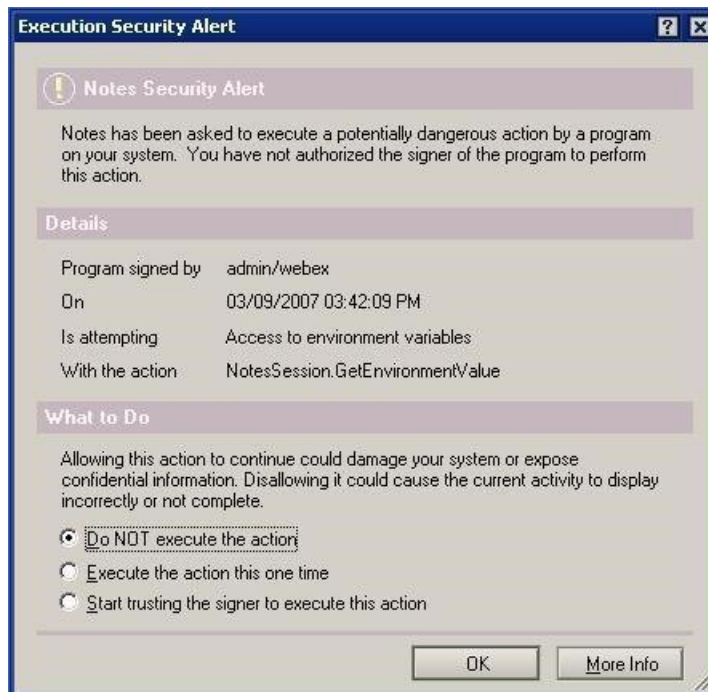 Execution Security Alert
Notes Security Alert
Notes has been asked to execute a potentially dangerous action by a program
on your system. You have not authorized the signer of the program to perform
this action.
Details
Program signed by admin/webex
On 03/09/2007 03:42:09 PM
Is attempting Access to environment variables
With the action NotesSession.GetEnvironmentValue
What to Do
Allowing this action to continue could damage your system or expose
confidential information. Disallowing it could cause the current activity to display
incorrectly or not complete.
Do NOT execute the action
Execute the action this one time
Start trusting the signer to execute this action
OK More Info